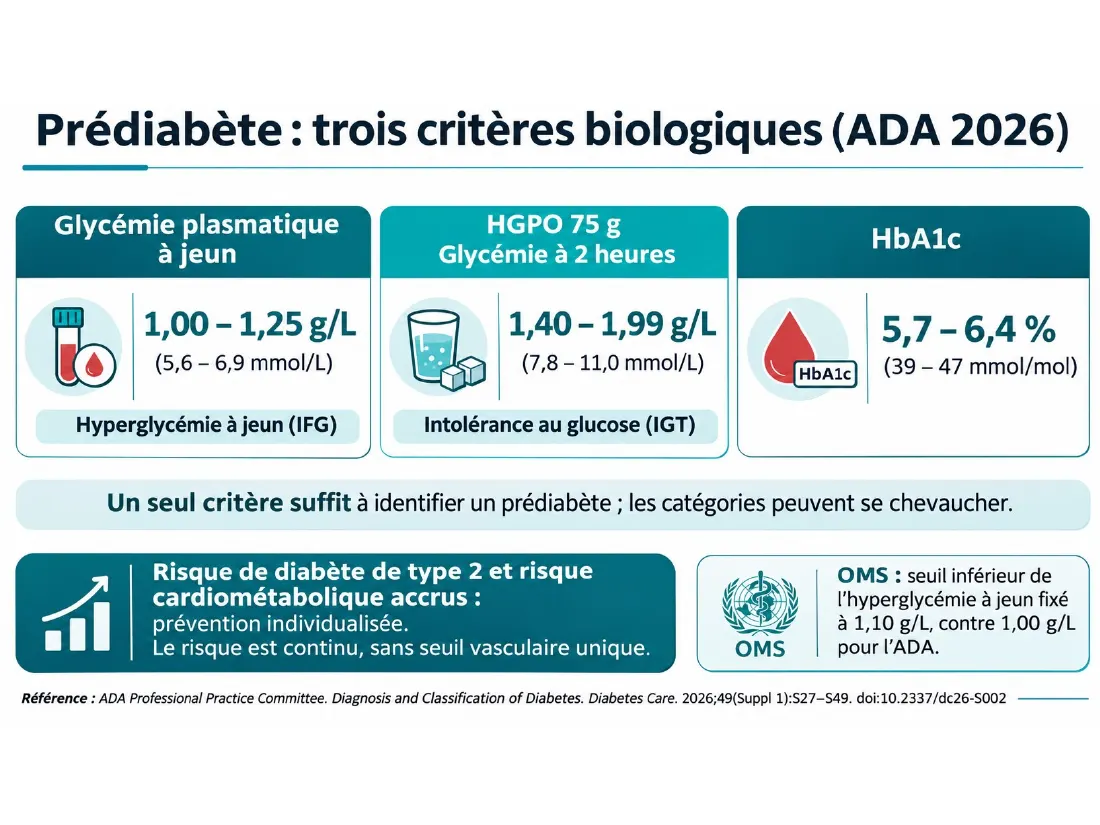 Prédiabète : trois critères biologiques (ADA 2026)
Glycémie plasmatique
à jeun
1,00 – 1,25 g/L
(5,6 – 6,9 mmol/L)
Hyperglycémie à jeun (IFG)
HGPO 75 g
Glycémie à 2 heures
1,40 – 1,99 g/L
(7,8 – 11,0 mmol/L)
Intolérance au glucose (IGT)
HbA1c
HbA1c
5,7 – 6,4 %
(39 – 47 mmol/mol)
Un seul critère suffit à identifier un prédiabète ; les catégories peuvent se chevaucher.
Risque de diabète de type 2 et risque
cardiométabolique accrus :
prévention individualisée.
Le risque est continu, sans seuil vasculaire unique.
OMS
OMS : seuil inférieur de
l’hyperglycémie à jeun fixé
à 1,10 g/L, contre 1,00 g/L
pour l’ADA.
Référence : ADA Professional Practice Committee. Diagnosis and Classification of Diabetes. Diabetes Care. 2026;49(Suppl 1):S27–S49. doi:10.2337/dc26-S002